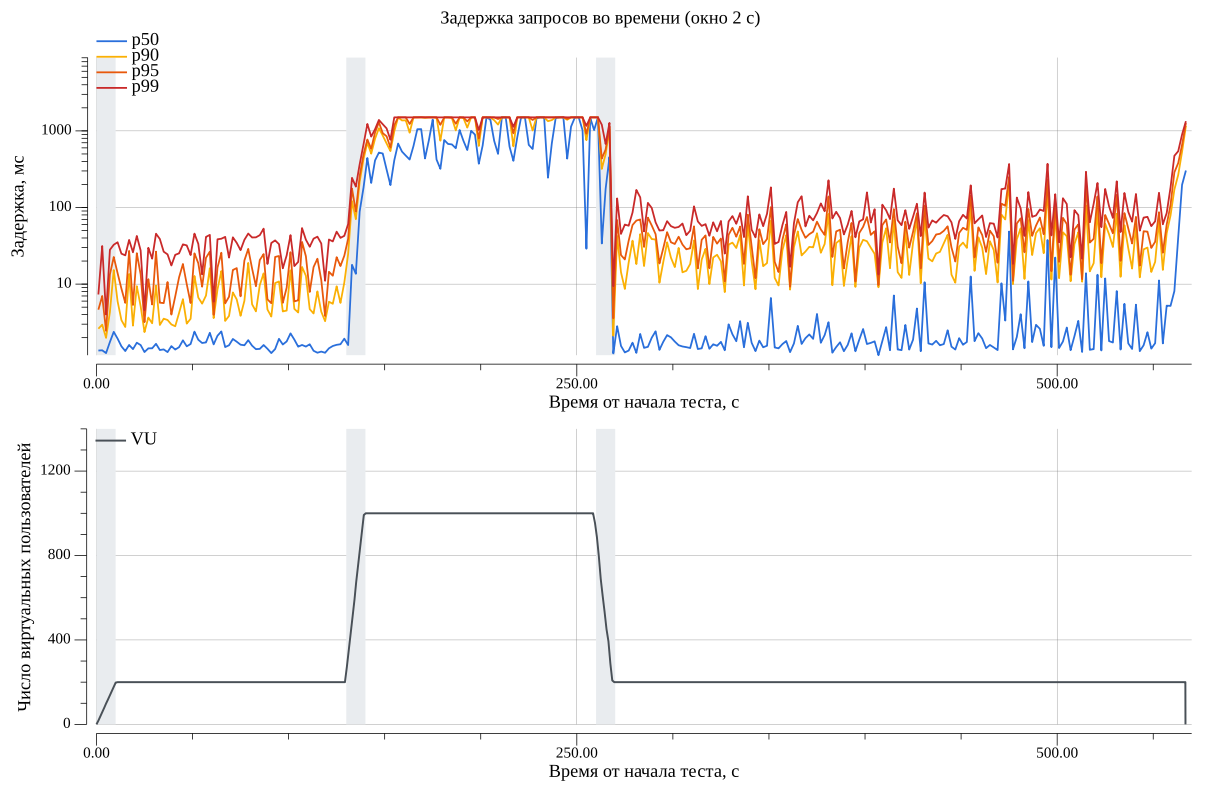 Задержка запросов во времени (окно 2 с)
p50
p90
p95
p99
1000
100
10
Задержка, мс
0.00
250.00
500.00
Время от начала теста, с
VU
1200
800
400
0
Число виртуальных пользователей
0.00
250.00
500.00
Время от начала теста, с